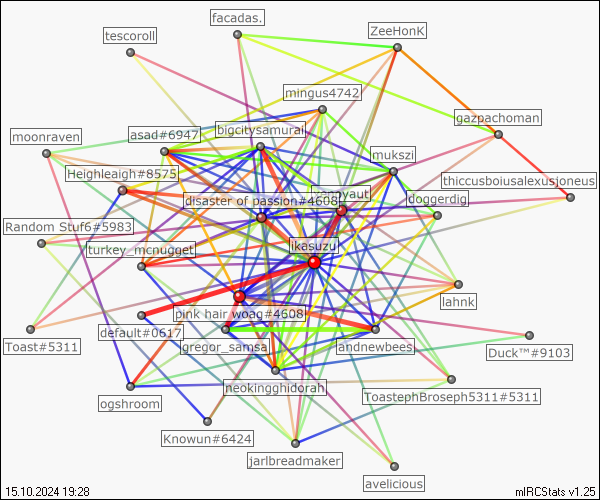 facadas.
ZeeHonK
tescoroll
mingus4742
gazpachoman
asad#6947
bigcitysamurai
moonraven
mukszi
Heighleaigh#8575
thiccusboiusalexusjoneus
disaster of passion#4608
doggerdig
Random Stuf6#5983
turkey_mcnugget
ikasuzu
lahnk
pink hair woag#4608
default#0617
gregor_samsa
andnewbees
Toast#5311
Duck™#9103
neokingghidorah
ToastephBroseph5311#5311
ogshroom
Knowun#6424
jarlbreadmaker
avelicious
15.10.2024 19:28
mIRCStats v1.25